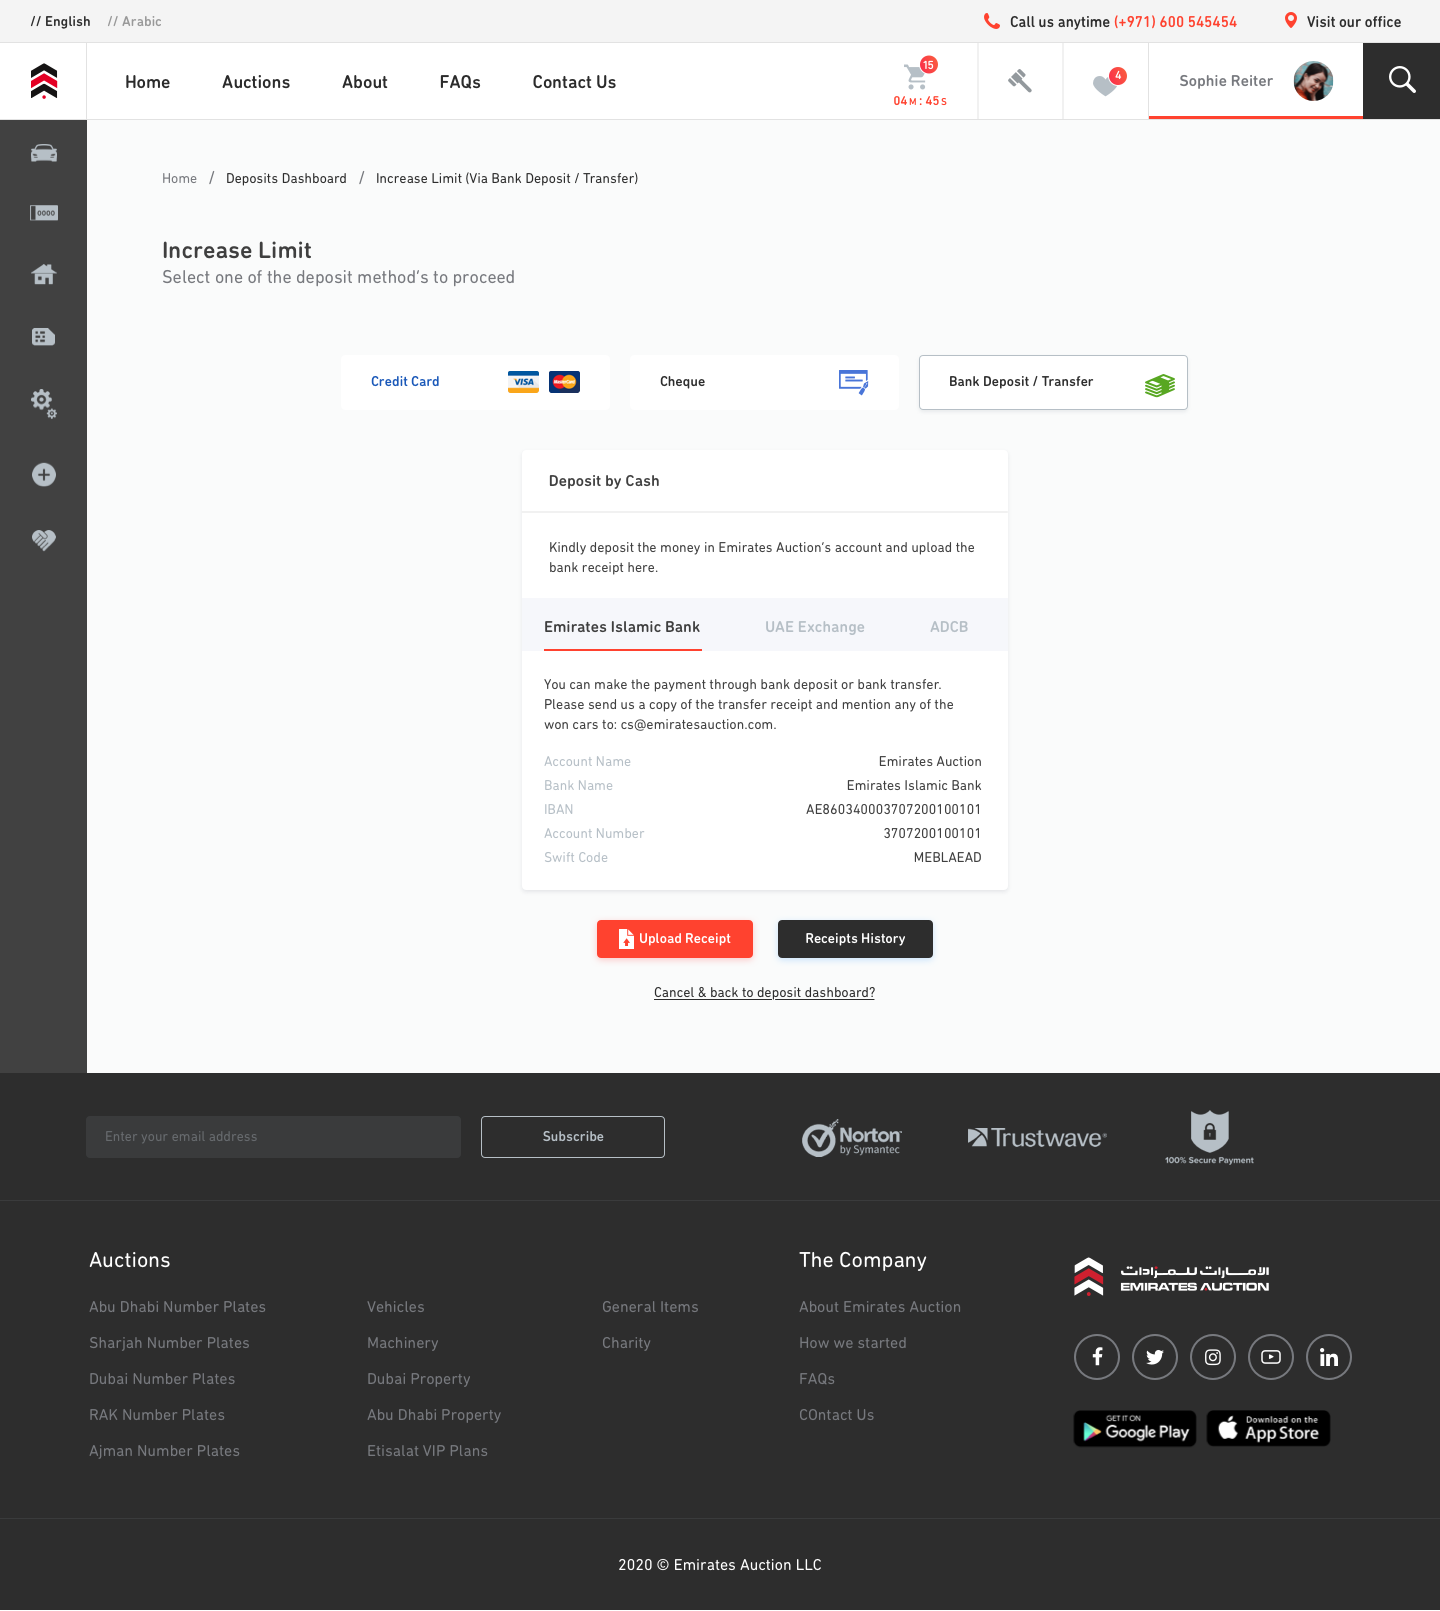 // English // Arabic
Call us anytime (+971) 600 545454
Visit our office
Home Auctions About FAQs Contact Us
15
04M : 45S
4
Sophie Reiter
0000
Home / Deposits Dashboard / Increase Limit (Via Bank Deposit / Transfer)
Increase Limit
Select one of the deposit method's to proceed
Credit Card
VISA
MasterCard
Cheque
Bank Deposit / Transfer
Deposit by Cash
Kindly deposit the money in Emirates Auction's account and upload the
bank receipt here.
Emirates Islamic Bank UAE Exchange ADCB
You can make the payment through bank deposit or bank transfer.
Please send us a copy of the transfer receipt and mention any of the
won cars to: cs@emiratesauction.com.
Account Name Emirates Auction
Bank Name Emirates Islamic Bank
IBAN AE860340003707200100101
Account Number 3707200100101
Swift Code MEBLAEAD
Upload Receipt
Receipts History
Cancel & back to deposit dashboard?
Enter your email address
Subscribe
Norton
by Symantec
Trustwave®
100% Secure Payment
Auctions
Abu Dhabi Number Plates
Sharjah Number Plates
Dubai Number Plates
RAK Number Plates
Ajman Number Plates
Vehicles
Machinery
Dubai Property
Abu Dhabi Property
Etisalat VIP Plans
General Items
Charity
The Company
About Emirates Auction
How we started
FAQs
COntact Us
الامارات للمزادات
EMIRATES AUCTION
GET IT ON
Google Play
Download on the
App Store
2020 © Emirates Auction LLC